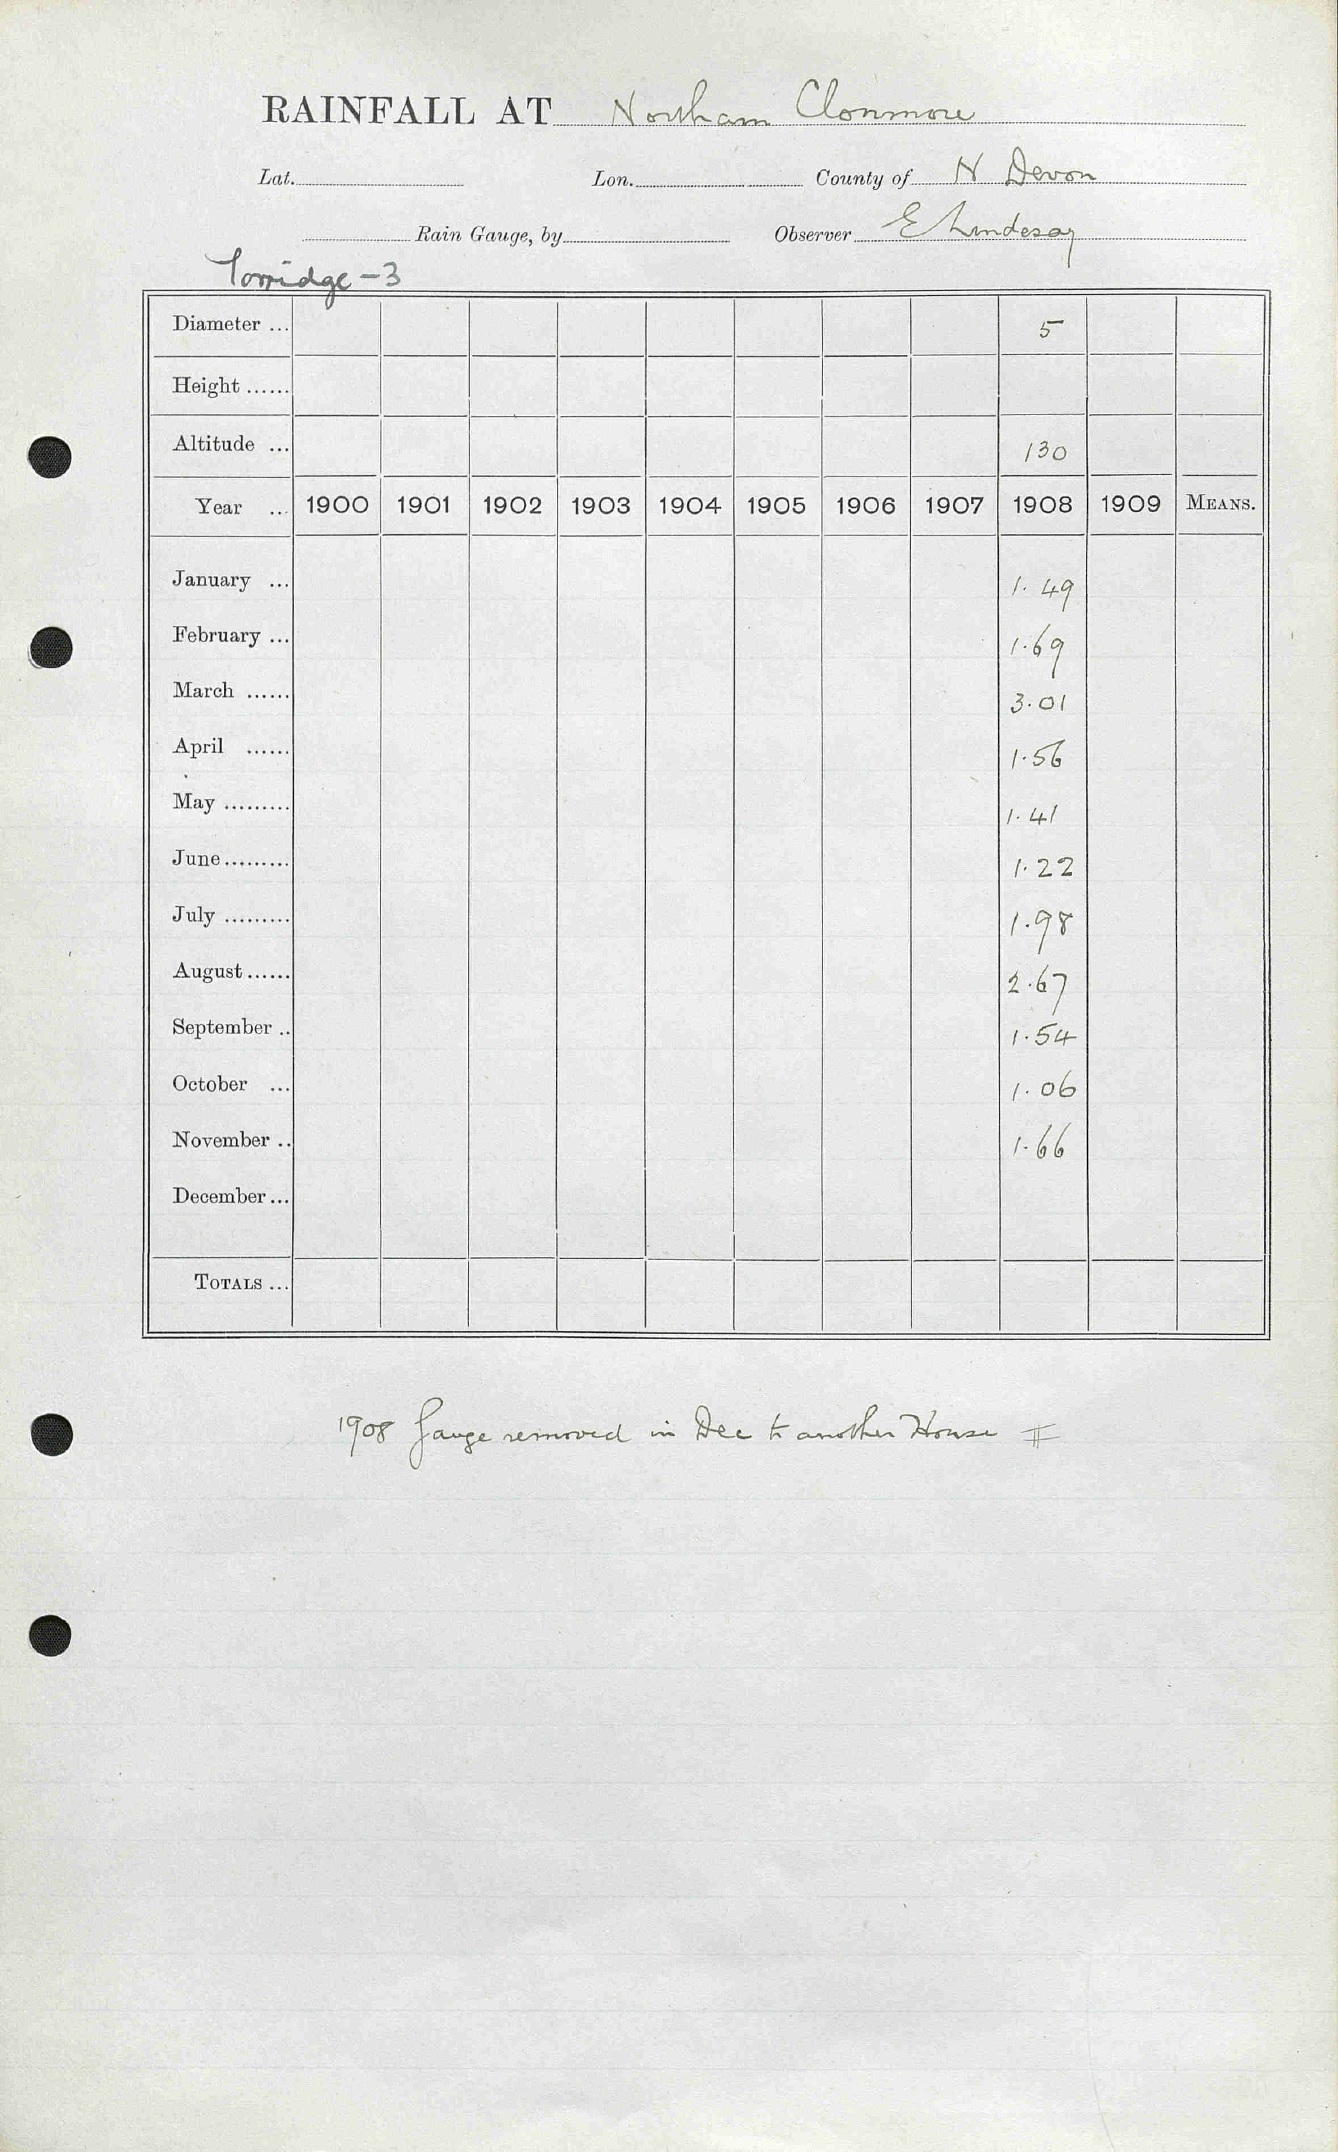 RAINFALL AT Northam Clonmore
Lat. Lon. County of N Devon
Rain Gauge, by Observer E Lindesay
Torridge - 3
Diameter ... 5
Height ......
Altitude ... 130
Year ... 1900 1901 1902 1903 1904 1905 1906 1907 1908 1909 MEANS.
January ... 1.49
February ... 1.69
March ...... 3.01
April ...... 1.56
May ......... 1.41
June ......... 1.22
July ......... 1.98
August ...... 2.67
September .. 1.54
October ... 1.06
November .. 1.66
December ...
TOTALS ...
1908 Gauge removed in Dec to another House #